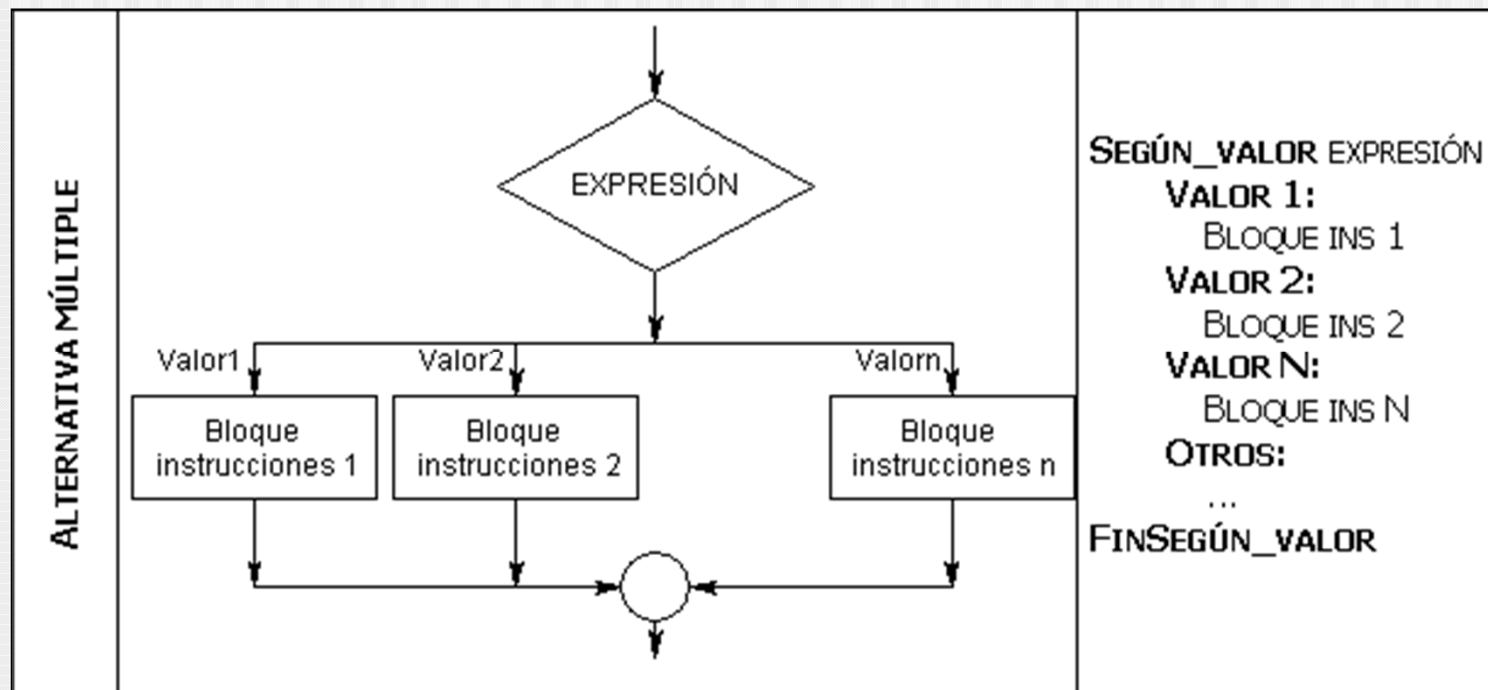 ALTERNATIVA MÚLTIPLE
EXPRESIÓN
Valor1
Valor2
Valorn
Bloque
instrucciones 1
Bloque
instrucciones 2
Bloque
instrucciones n
SEGÚN_VALOR EXPRESIÓN
VALOR 1:
BLOQUE INS 1
VALOR 2:
BLOQUE INS 2
VALOR N:
BLOQUE INS N
OTROS:
...
FINSEGÚN_VALOR